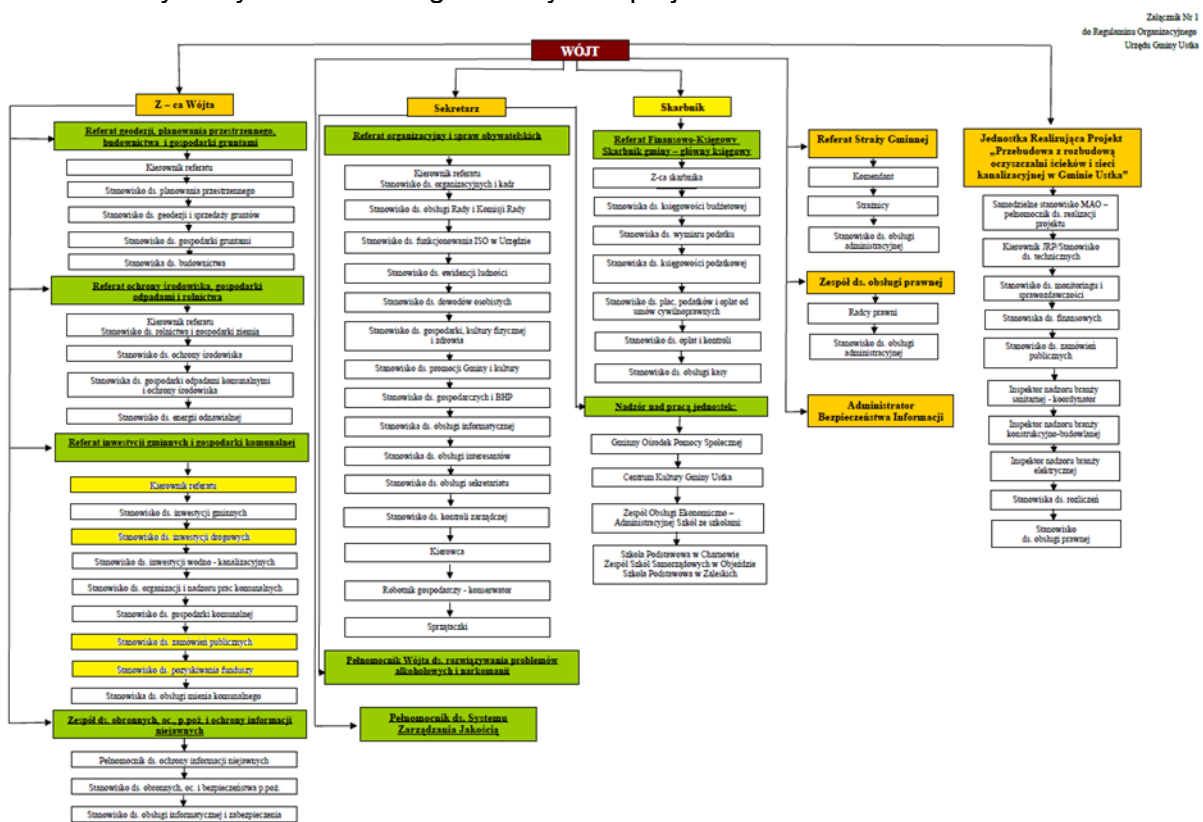 Załącznik Nr 1
do Regulaminu Organizacyjnego
Urzędu Gminy Ustka
WÓJT
Z – ca Wójta
Referat geodezji, planowania przestrzennego,
budownictwa i gospodarki gruntami
Kierownik referatu
Stanowisko ds. planowania przestrzennego
Stanowisko ds. geodezji i sprzedaży gruntów
Stanowisko ds. gospodarki gruntami
Stanowiska ds. budownictwa
Referat ochrony środowiska, gospodarki
odpadami i rolnictwa
Kierownik referatu
Stanowisko ds. rolnictwa i gospodarki ziemia
Stanowisko ds. ochrony środowiska
Stanowiska ds. gospodarki odpadami komunalnymi
i ochrony środowiska
Stanowisko ds. energii odnawialnej
Referat inwestycji gminnych i gospodarki komunalnej
Kierownik referatu
Stanowisko ds. inwestycji gminnych
Stanowisko ds. inwestycji drogowych
Stanowisko ds. inwestycji wodno - kanalizacyjnych
Stanowisko ds. organizacji i nadzoru prac komunalnych
Stanowisko ds. gospodarki komunalnej
Stanowisko ds. zamówień publicznych
Stanowisko ds. pozyskiwania funduszy
Stanowiska ds. obsługi mienia komunalnego
Zespół ds. obronnych, oc., p.poż. i ochrony informacji
niejawnych
Pełnomocnik ds. ochrony informacji niejawnych
Stanowisko ds. obronnych, oc. i bezpieczeństwa p.poż.
Stanowisko ds. obsługi informatycznej i zabezpieczenia
Sekretarz
Referat organizacyjny i spraw obywatelskich
Kierownik referatu
Stanowisko ds. organizacyjnych i kadr
Stanowisko ds. obsługi Rady i Komisji Rady
Stanowisko ds. funkcjonowania ISO w Urzędzie
Stanowisko ds. ewidencji ludności
Stanowisko ds. dowodów osobistych
Stanowisko ds. gospodarki, kultury fizycznej
i zdrowia
Stanowisko ds. promocji Gminy i kultury
Stanowisko ds. gospodarczych i BHP
Stanowiska ds. obsługi informatycznej
Stanowiska ds. obsługi interesantów
Stanowisko ds. obsługi sekretariatu
Stanowisko ds. kontroli zarządczej
Kierowca
Robotnik gospodarczy - konserwator
Sprzątaczki
Pełnomocnik Wójta ds. rozwiązywania problemów
alkoholowych i narkomanii
Pełnomocnik ds. Systemu
Zarządzania Jakością
Skarbnik
Referat Finansowo-Księgowy
Skarbnik gminy – główny księgowy
Z-ca skarbnika
Stanowiska ds. księgowości budżetowej
Stanowiska ds. wymiaru podatku
Stanowiska ds. księgowości podatkowej
Stanowisko ds. płac, podatków i opłat od
umów cywilnoprawnych
Stanowisko ds. opłat i kontroli
Stanowisko ds. obsługi kasy
Nadzór nad pracą jednostek:
Gminny Ośrodek Pomocy Społecznej
Centrum Kultury Gminy Ustka
Zespół Obsługi Ekonomiczno –
Administracyjnej Szkół ze szkołami:
Szkoła Podstawowa w Charnowie
Zespół Szkół Samorządowych w Objeździe
Szkoła Podstawowa w Zaleskich
Referat Straży Gminnej
Komendant
Strażnicy
Stanowisko ds. obsługi
administracyjnej
Zespół ds. obsługi prawnej
Radcy prawni
Stanowisko ds. obsługi
administracyjnej
Administrator
Bezpieczeństwa Informacji
Jednostka Realizująca Projekt
„Przebudowa z rozbudową
oczyszczalni ścieków i sieci
kanalizacyjnej w Gminie Ustka”
Samodzielne stanowisko MAO –
pełnomocnik ds. realizacji
projektu
Kierownik JRP/Stanowisko
ds. technicznych
Stanowisko ds. monitoringu i
sprawozdawczości
Stanowiska ds. finansowych
Stanowisko ds. zamówień
publicznych
Inspektor nadzoru branży
sanitarnej - koordynator
Inspektor nadzoru branży
konstrukcyjno-budowlanej
Inspektor nadzoru branży
elektrycznej
Stanowiska ds. rozliczeń
Stanowisko
ds. obsługi prawnej